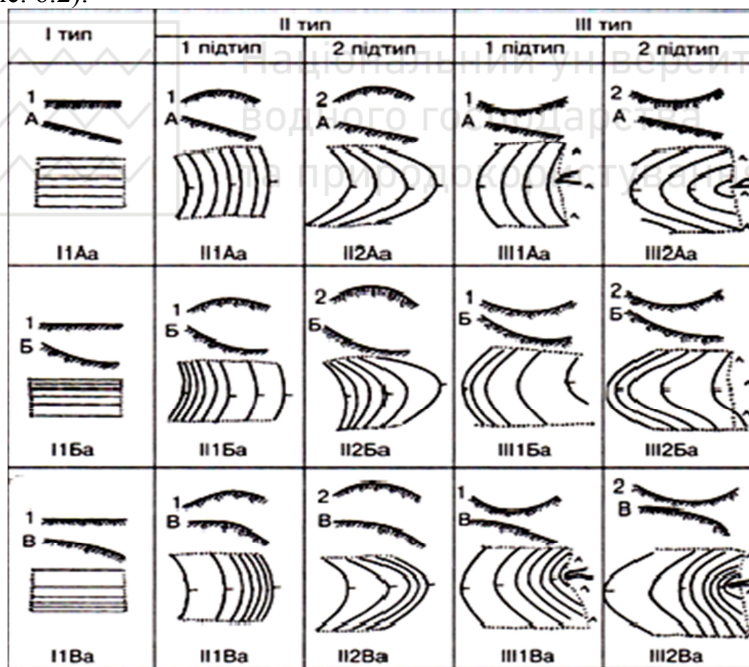 І тип
ІІ тип
ІІІ тип
1 підтип
2 підтип
1 підтип
2 підтип
Національний університ
водного господарства
та природокористування
1
А
1
А
2
А
1
А
2
А
І1Аа
ІІ1Аа
ІІ2Аа
ІІІ1Аа
ІІІ2Аа
1
Б
1
Б
2
Б
1
Б
2
Б
І1Ба
ІІ1Ба
ІІ2Ба
ІІІ1Ба
ІІІ2Ба
1
В
1
В
2
В
1
В
2
В
І1Ва
ІІ1Ва
ІІ2Ва
ІІІ1Ва
ІІІ2Ва